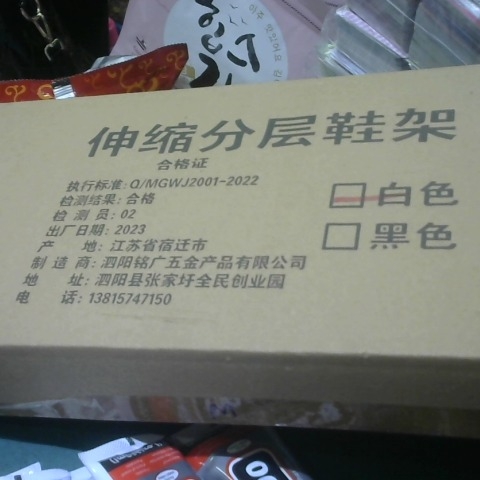 伸缩分层鞋架
合格证
执行标准: Q/MGWJ2001-2022
检测结果: 合格
检 测 员: 02
出厂日期: 2023
产 地: 江苏省宿迁市
制 造 商: 泗阳铭广五金产品有限公司
地 址: 泗阳县张家圩全民创业园
电 话: 13815747150
白色
黑色